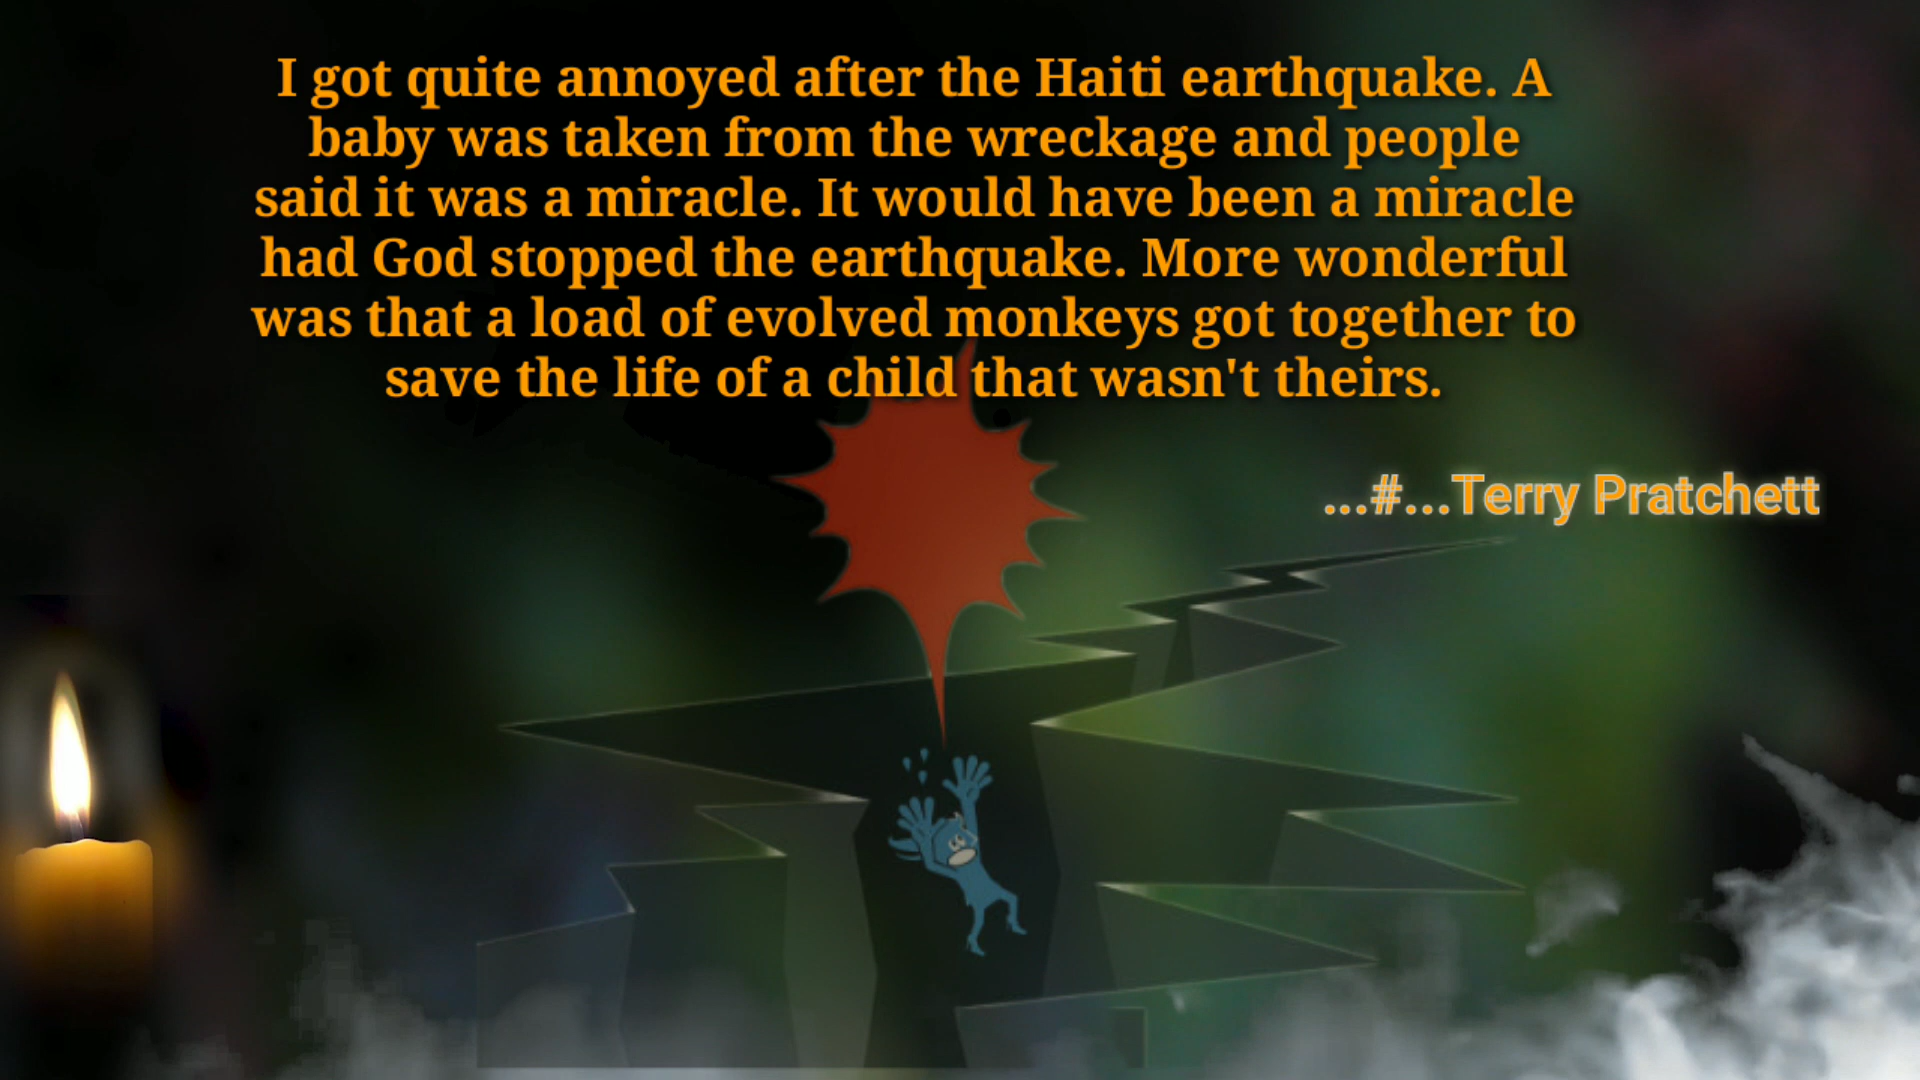 I got quite annoyed after the Haiti earthquake. A
baby was taken from the wreckage and people
said it was a miracle. It would have been a miracle
had God stopped the earthquake. More wonderful
was that a load of evolved monkeys got together to
save the life of a child that wasn't theirs.
...#...Terry Pratchett